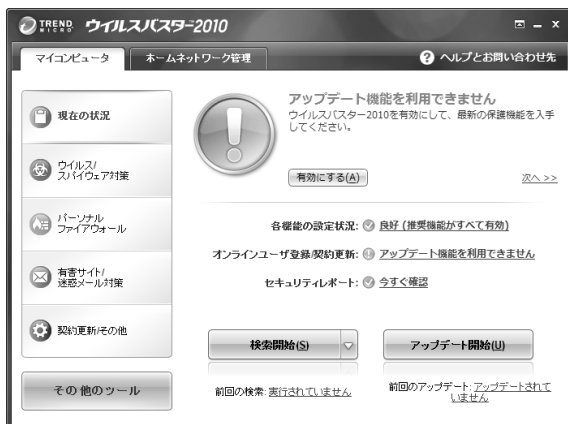 TREND MICRO ウイルスバスター2010
マイコンピュータ
ホームネットワーク管理
ヘルプとお問い合わせ先
現在の状況
ウイルス/
スパイウェア対策
パーソナル
ファイアウォール
有害サイト/
迷惑メール対策
契約更新/その他
その他のツール
アップデート機能を利用できません
ウイルスバスター2010を有効にして、最新の保護機能を入手
してください。
有効にする(A)
次へ >>
各機能の設定状況: 良好 (推奨機能がすべて有効)
オンラインユーザ登録/契約更新: アップデート機能を利用できません
セキュリティレポート: 今すぐ確認
検索開始(S)
アップデート開始(U)
前回の検索: 実行されていません
前回のアップデート: アップデートされて
いません